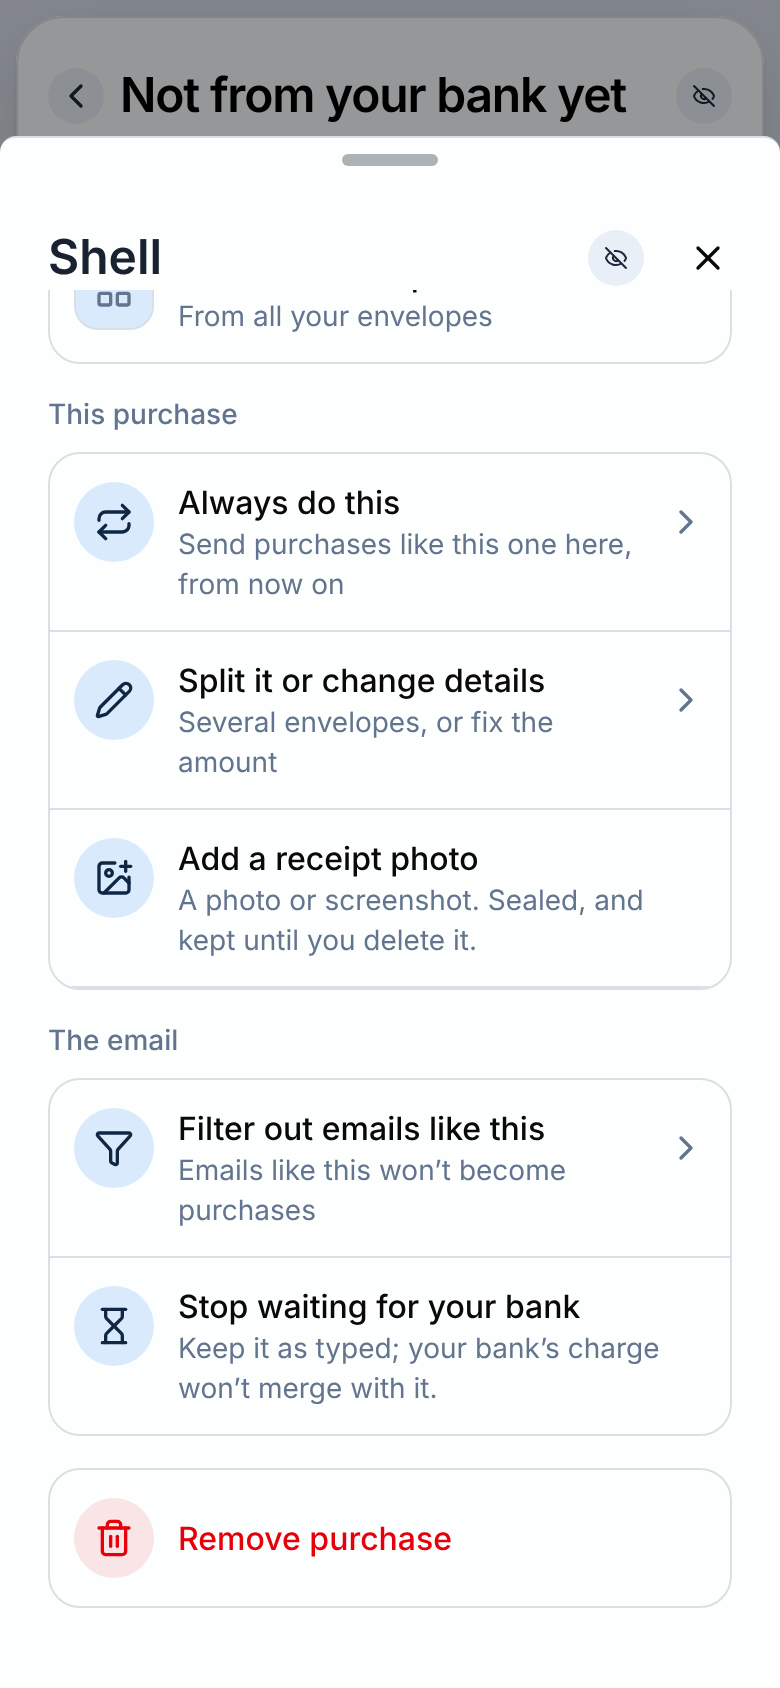 Not from your bank yet
Shell
From all your envelopes
This purchase
Always do this
Send purchases like this one here,
from now on
Split it or change details
Several envelopes, or fix the
amount
Add a receipt photo
A photo or screenshot. Sealed, and
kept until you delete it.
The email
Filter out emails like this
Emails like this won’t become
purchases
Stop waiting for your bank
Keep it as typed; your bank’s charge
won’t merge with it.
Remove purchase